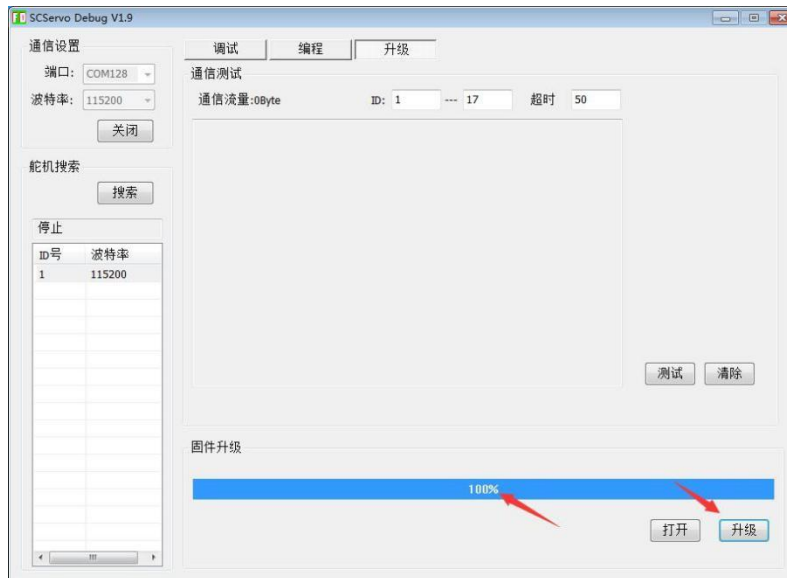 SCServo Debug V1.9
通信设置
端口: COM128
波特率: 115200
关闭
舵机搜索
搜索
停止
ID号 波特率
1 115200
调试 编程 升级
通信测试
通信流量:0Byte ID: 1 --- 17 超时 50
测试 清除
固件升级
100%
打开 升级